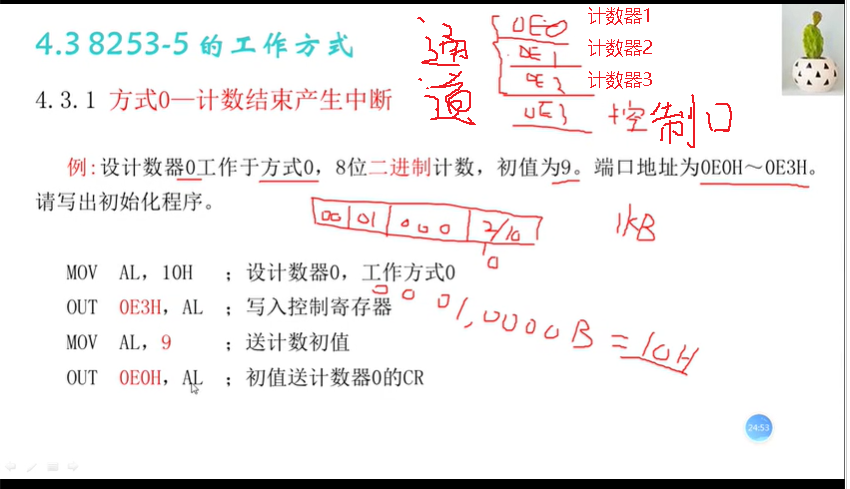 4.3 8253-5 的工作方式
通道
0E0 计数器1
0E1 计数器2
0E2 计数器3
0E3 控制口
4.3.1 方式0—计数结束产生中断
例:设计数器0工作于方式0，8位二进制计数，初值为9。端口地址为0E0H～0E3H。
请写出初始化程序。
00 01 000 2/10
0
1KB
MOV AL，10H ；设计数器0，工作方式0
OUT 0E3H，AL ；写入控制寄存器
0001,0000B=10H
MOV AL，9 ；送计数初值
OUT 0E0H，AL ；初值送计数器0的CR
24:53